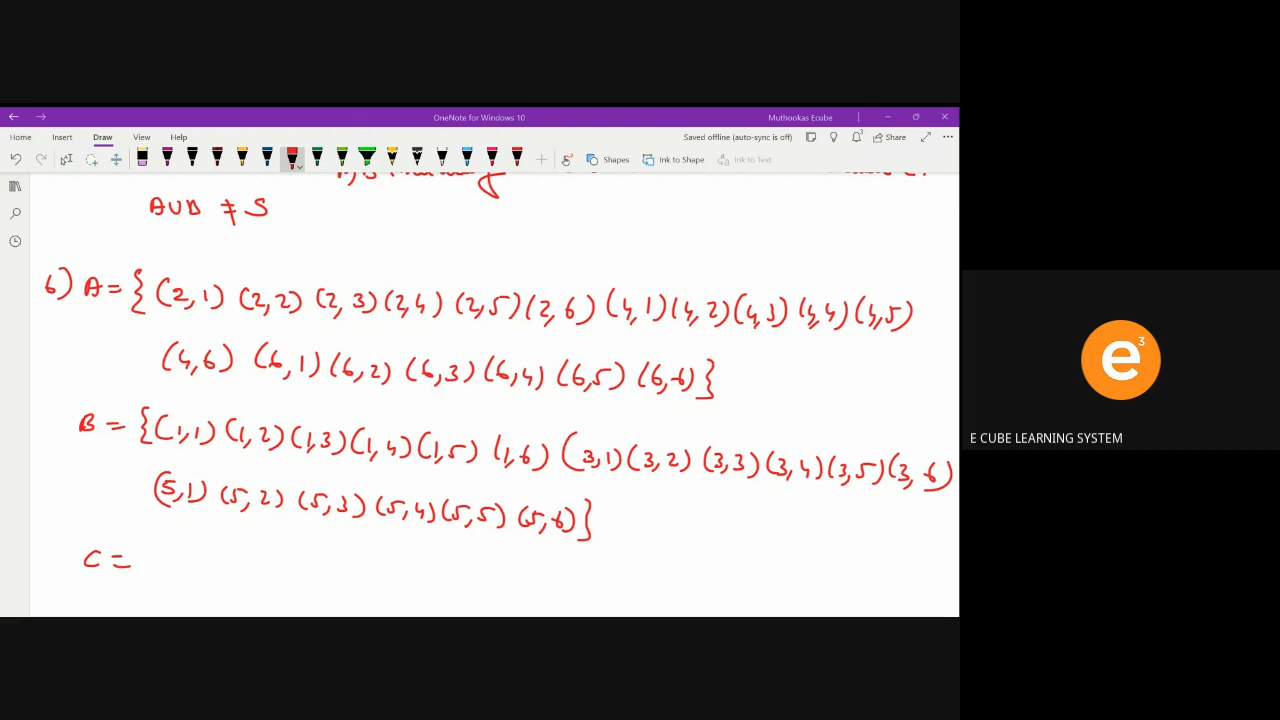 OneNote for Windows 10
Muthookas Ecube
Home Insert Draw View Help
Saved offline (auto-sync is off)
Share
Shapes
Ink to Shape
Ink to Text
AUB ≠ S
6) A = { (2,1) (2,2) (2,3) (2,4) (2,5) (2,6) (4,1) (4,2) (4,3) (4,4) (4,5)
(4,6) (6,1) (6,2) (6,3) (6,4) (6,5) (6,6) }
B = { (1,1) (1,2) (1,3) (1,4) (1,5) (1,6) (3,1) (3,2) (3,3) (3,4) (3,5) (3,6)
(5,1) (5,2) (5,3) (5,4) (5,5) (5,6) }
C =
e3
E CUBE LEARNING SYSTEM